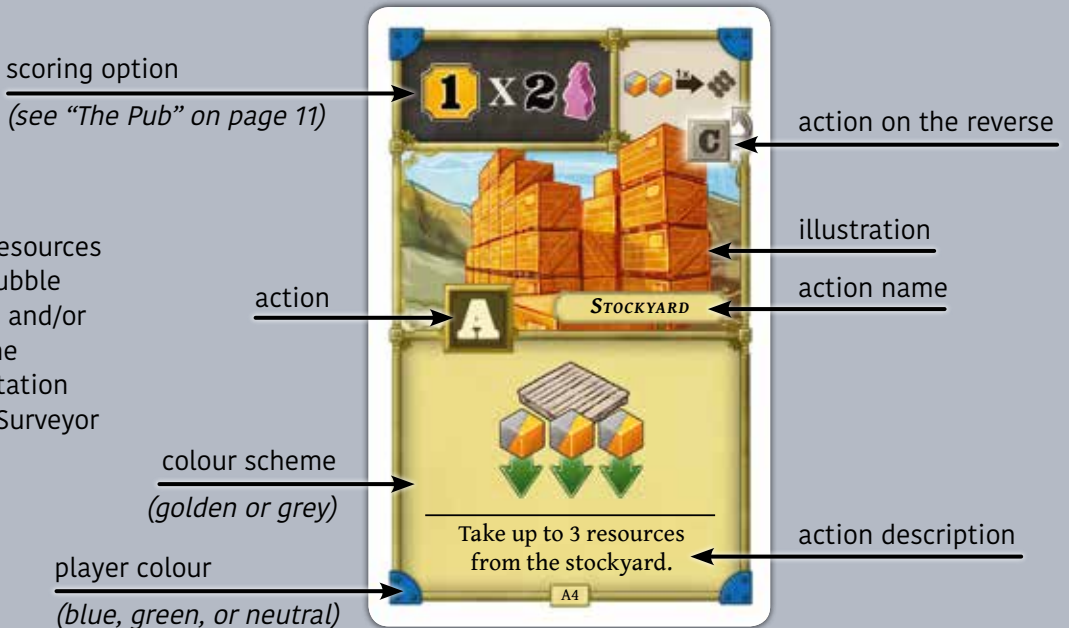 scoring option
(see "The Pub" on page 11)
1 X 2
1x
C
action on the reverse
esources
ubble
and/or
ne
tation
Surveyor
illustration
action
A
STOCKYARD
action name
colour scheme
(golden or grey)
Take up to 3 resources
from the stockyard.
action description
player colour
(blue, green, or neutral)
A4